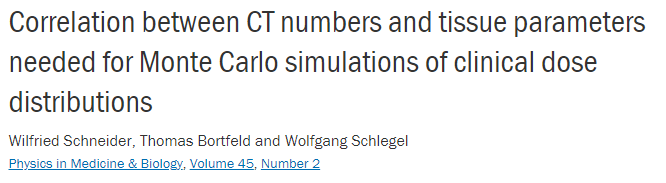 Correlation between CT numbers and tissue parameters
needed for Monte Carlo simulations of clinical dose
distributions
Wilfried Schneider, Thomas Bortfeld and Wolfgang Schlegel
Physics in Medicine & Biology, Volume 45, Number 2